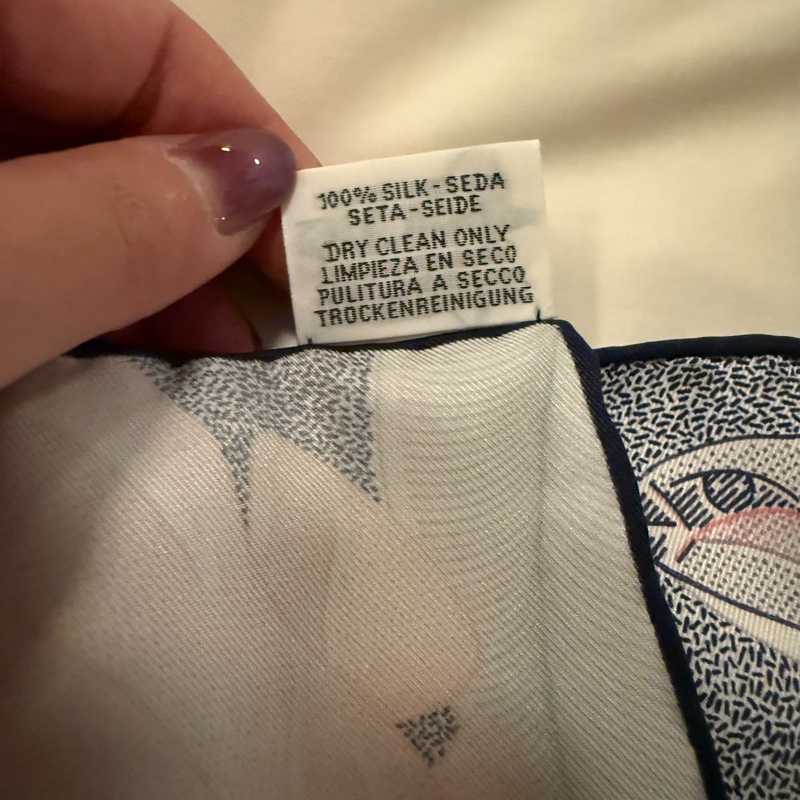 100% SILK-SEDA
SETA-SEIDE
DRY CLEAN ONLY
LIMPIEZA EN SECO
PULITURA A SECCO
TROCKENREINIGUNG